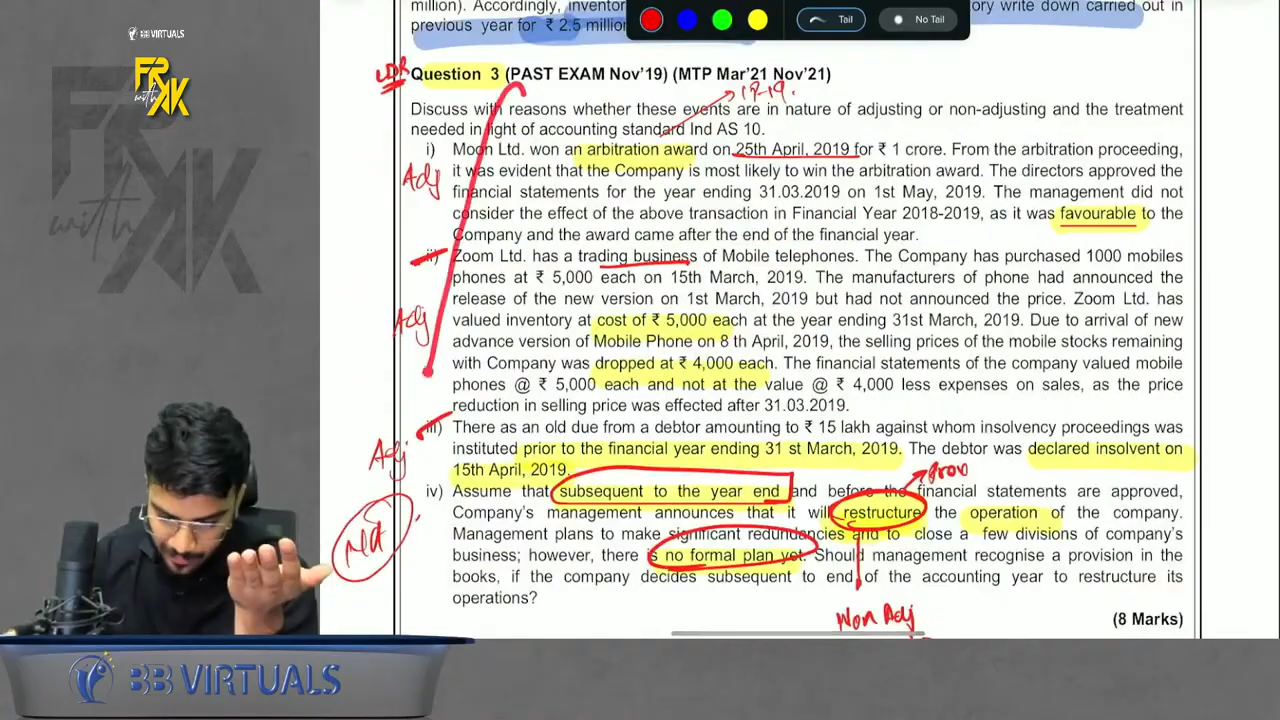 million). Accordingly, inventor
ory write down carried out in
previous year for ₹ 2.5 million
Tail
No Tail
BB VIRTUALS
FR
with
AK
LDR
Question 3 (PAST EXAM Nov'19) (MTP Mar'21 Nov'21)
18-19.
Discuss with reasons whether these events are in nature of adjusting or non-adjusting and the treatment
needed in light of accounting standard Ind AS 10.
i) Moon Ltd. won an arbitration award on 25th April, 2019 for ₹ 1 crore. From the arbitration proceeding,
it was evident that the Company is most likely to win the arbitration award. The directors approved the
Adj
financial statements for the year ending 31.03.2019 on 1st May, 2019. The management did not
consider the effect of the above transaction in Financial Year 2018-2019, as it was favourable to the
Company and the award came after the end of the financial year.
ii) Zoom Ltd. has a trading business of Mobile telephones. The Company has purchased 1000 mobiles
phones at ₹ 5,000 each on 15th March, 2019. The manufacturers of phone had announced the
release of the new version on 1st March, 2019 but had not announced the price. Zoom Ltd. has
Adj
valued inventory at cost of ₹ 5,000 each at the year ending 31st March, 2019. Due to arrival of new
advance version of Mobile Phone on 8 th April, 2019, the selling prices of the mobile stocks remaining
with Company was dropped at ₹ 4,000 each. The financial statements of the company valued mobile
phones @ ₹ 5,000 each and not at the value @ ₹ 4,000 less expenses on sales, as the price
reduction in selling price was effected after 31.03.2019.
iii) There as an old due from a debtor amounting to ₹ 15 lakh against whom insolvency proceedings was
Adj
instituted prior to the financial year ending 31 st March, 2019. The debtor was declared insolvent on
15th April, 2019.
Prov
iv) Assume that subsequent to the year end and before the financial statements are approved,
Company's management announces that it will restructure the operation of the company.
Management plans to make significant redundancies and to close a few divisions of company's
business; however, there is no formal plan yet. Should management recognise a provision in the
books, if the company decides subsequent to end of the accounting year to restructure its
operations?
Non Adj
(8 Marks)
BB VIRTUALS